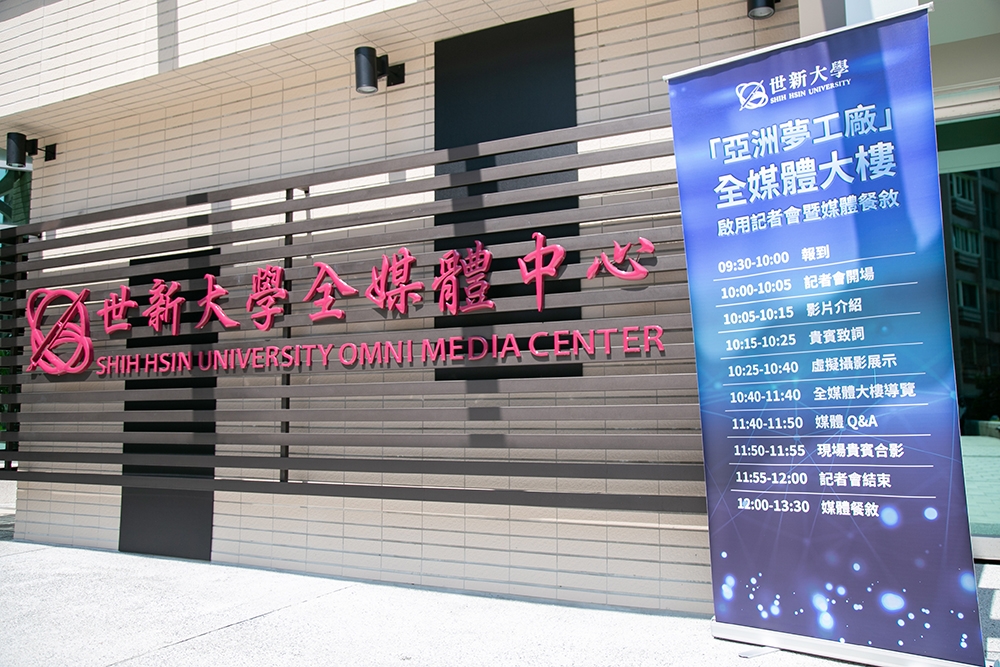 世新大學全媒體中心
SHIH HSIN UNIVERSITY OMNI MEDIA CENTER
世新大學
SHIH HSIN UNIVERSITY
「亞洲夢工廠」
全媒體大樓
啟用記者會暨媒體餐敘
09:30-10:00 報到
10:00-10:05 記者會開場
10:05-10:15 影片介紹
10:15-10:25 貴賓致詞
10:25-10:40 虛擬攝影展示
10:40-11:40 全媒體大樓導覽
11:40-11:50 媒體 Q&A
11:50-11:55 現場貴賓合影
11:55-12:00 記者會結束
12:00-13:30 媒體餐敘